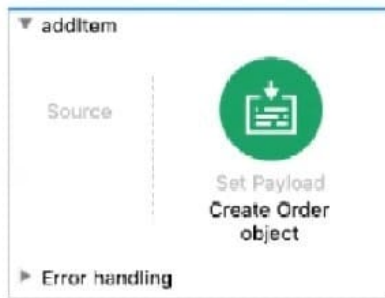 addItem
Source
Set Payload
Create Order
object
Error handling